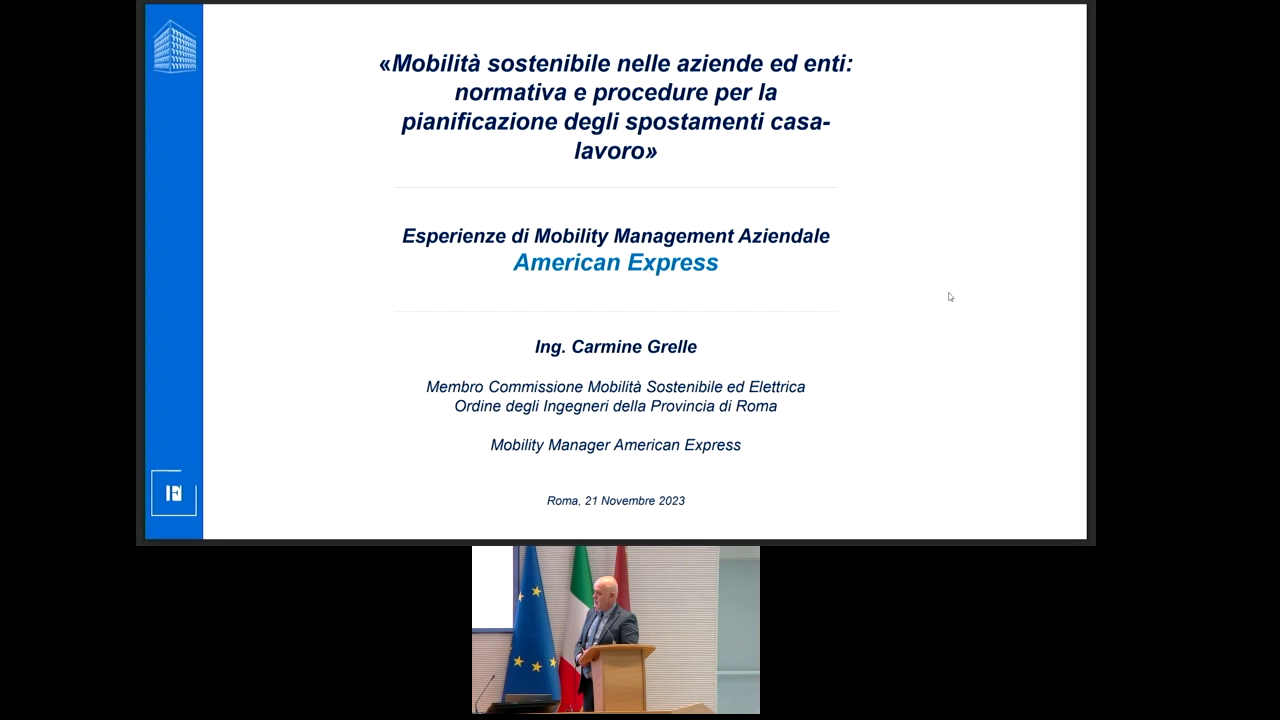 «Mobilità sostenibile nelle aziende ed enti:
normativa e procedure per la
pianificazione degli spostamenti casa-
lavoro»
Esperienze di Mobility Management Aziendale
American Express
Ing. Carmine Grelle
Membro Commissione Mobilità Sostenibile ed Elettrica
Ordine degli Ingegneri della Provincia di Roma
Mobility Manager American Express
Roma, 21 Novembre 2023